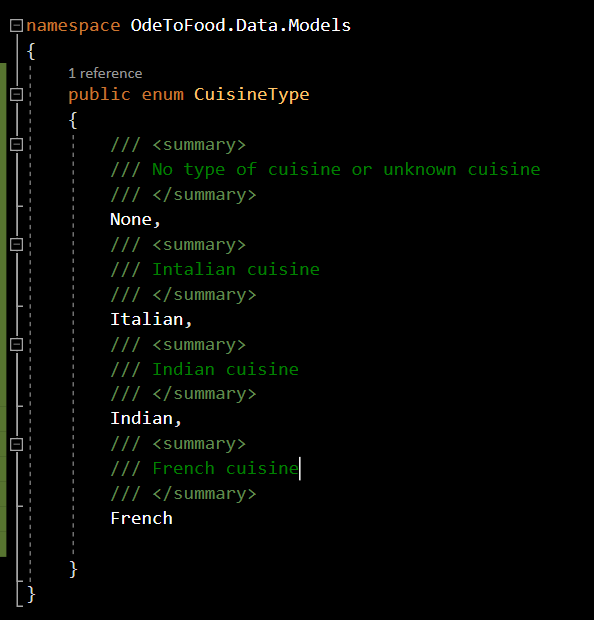 namespace OdeToFood.Data.Models
{
1 reference
public enum CuisineType
{
/// <summary>
/// No type of cuisine or unknown cuisine
/// </summary>
None,
/// <summary>
/// Intalian cuisine
/// </summary>
Italian,
/// <summary>
/// Indian cuisine
/// </summary>
Indian,
/// <summary>
/// French cuisine
/// </summary>
French
}
}